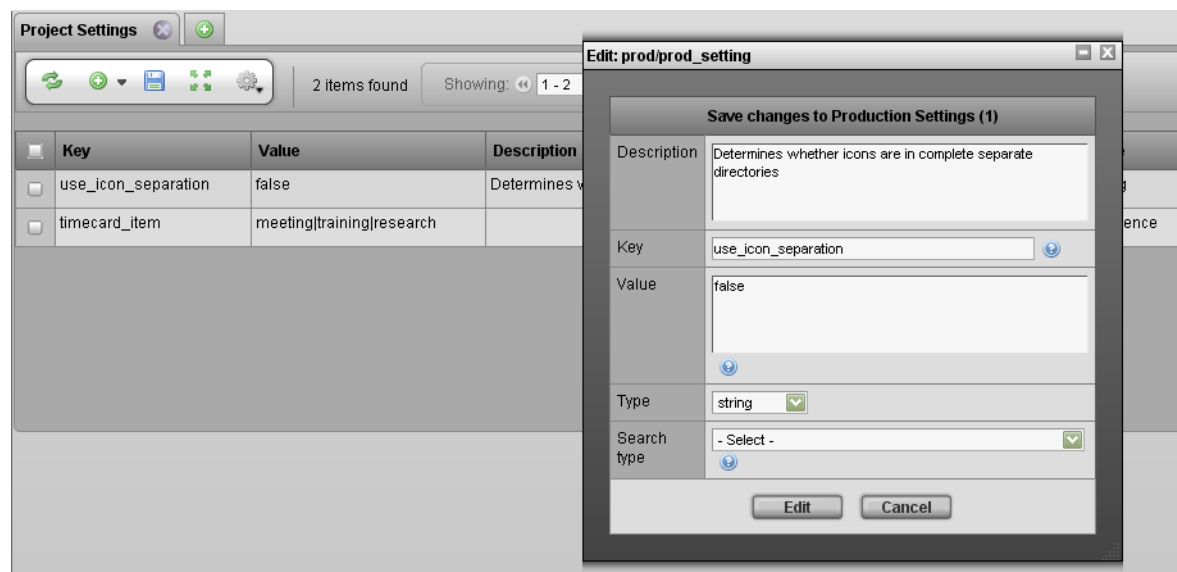 Project Settings
2 items found
Showing:
1 - 2
Key
Value
Description
use_icon_separation
false
Determines
timecard_item
meeting|training|research
ence
Edit: prod/prod_setting
Save changes to Production Settings (1)
Description
Determines whether icons are in complete separate
directories
Key
use_icon_separation
Value
false
Type
string
Search
type
- Select -
Edit
Cancel